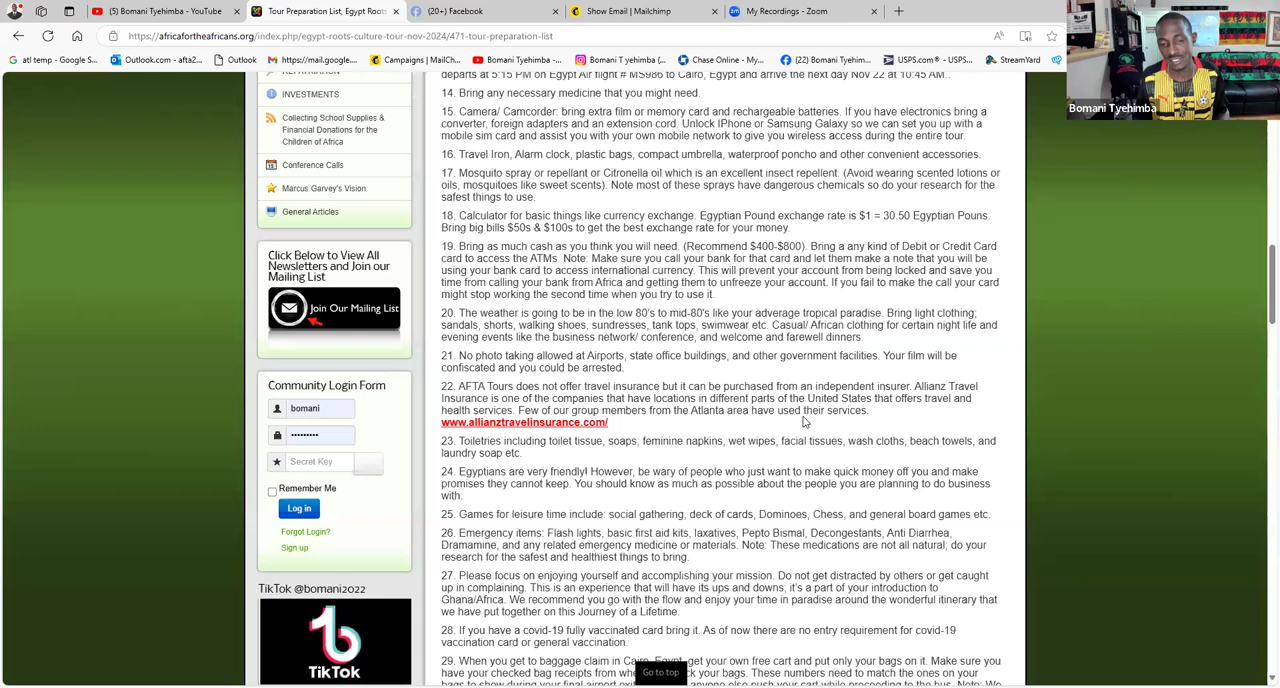 (5) Bomani Tyehimba - YouTube
Tour Preparation List, Egypt Roots
(20+) Facebook
Show Email | Mailchimp
My Recordings - Zoom
https://africafortheafricans.org/index.php/egypt-roots-culture-tour-nov-2024/471-tour-preparation-list
atl temp - Google S...
Outlook.com - afta2...
Outlook
https://mail.google...
Campaigns | MailCh...
Bomani Tyehimba -...
Instagram
Bomani T yehimba -...
Chase Online - My...
(22) Bomani Tyehim...
USPS.com® - USPS...
StreamYard
Bomani Tyehimba
REPATRIATION
INVESTMENTS
Collecting School Supplies &
Financial Donations for the
Children of Africa
Conference Calls
Marcus Garvey's Vision
General Articles
Click Below to View All
Newsletters and Join our
Mailing List
Join Our Mailing List
Community Login Form
bomani
•••••••••
Secret Key
Remember Me
Log in
Forgot Login?
Sign up
TikTok @bomani2022
TikTok
departs at 5:15 PM on Egypt Air flight # MS986 to Cairo, Egypt and arrive the next day Nov 22 at 10:45 AM..
14. Bring any necessary medicine that you might need.
15. Camera/ Camcorder: bring extra film or memory card and rechargeable batteries. If you have electronics bring a
converter, foreign adapters and an extension cord. Unlock IPhone or Samsung Galaxy so we can set you up with a
mobile sim card and assist you with your own mobile network to give you wireless access during the entire tour.
16. Travel Iron, Alarm clock, plastic bags, compact umbrella, waterproof poncho and other convenient accessories.
17. Mosquito spray or repellant or Citronella oil which is an excellent insect repellent. (Avoid wearing scented lotions or
oils, mosquitoes like sweet scents). Note most of these sprays have dangerous chemicals so do your research for the
safest things to use.
18. Calculator for basic things like currency exchange. Egyptian Pound exchange rate is $1 = 30.50 Egyptian Pouns.
Bring big bills $50s & $100s to get the best exchange rate for your money.
19. Bring as much cash as you think you will need. (Recommend $400-$800). Bring a any kind of Debit or Credit Card
card to access the ATMs. Note: Make sure you call your bank for that card and let them make a note that you will be
using your bank card to access international currency. This will prevent your account from being locked and save you
time from calling your bank from Africa and getting them to unfreeze your account. If you fail to make the call your card
might stop working the second time when you try to use it.
20. The weather is going to be in the low 80's to mid-80's like your adverage tropical paradise. Bring light clothing;
sandals, shorts, walking shoes, sundresses, tank tops, swimwear etc. Casual/ African clothing for certain night life and
evening events like the business network/ conference, and welcome and farewell dinners.
21. No photo taking allowed at Airports, state office buildings, and other government facilities. Your film will be
confiscated and you could be arrested.
22. AFTA Tours does not offer travel insurance but it can be purchased from an independent insurer. Allianz Travel
Insurance is one of the companies that have locations in different parts of the United States that offers travel and
health services. Few of our group members from the Atlanta area have used their services.
www.allianztravelinsurance.com/
23. Toiletries including toilet tissue, soaps, feminine napkins, wet wipes, facial tissues, wash cloths, beach towels, and
laundry soap etc.
24. Egyptians are very friendly! However, be wary of people who just want to make quick money off you and make
promises they cannot keep. You should know as much as possible about the people you are planning to do business
with.
25. Games for leisure time include: social gathering, deck of cards, Dominoes, Chess, and general board games etc.
26. Emergency items: Flash lights, basic first aid kits, laxatives, Pepto Bismal, Decongestants, Anti Diarrhea,
Dramamine, and any related emergency medicine or materials. Note: These medications are not all natural; do your
research for the safest and healthiest things to bring.
27. Please focus on enjoying yourself and accomplishing your mission. Do not get distracted by others or get caught
up in complaining. This is an experience that will have its ups and downs; it's a part of your introduction to
Ghana/Africa. We recommend you go with the flow and enjoy your time in paradise around the wonderful itinerary that
we have put together on this Journey of a Lifetime.
28. If you have a covid-19 fully vaccinated card bring it. As of now there are no entry requirement for covid-19
vaccination card or general vaccination.
29. When you get to baggage claim in Cairo, Egypt, get your own free cart and put only your bags on it. Make sure you
have your checked bag receipts from when
your bags. These numbers need to match the ones on your
bags to show during your final airport exit
anyone else push your cart while proceeding to the bus. Note: We
Go to top